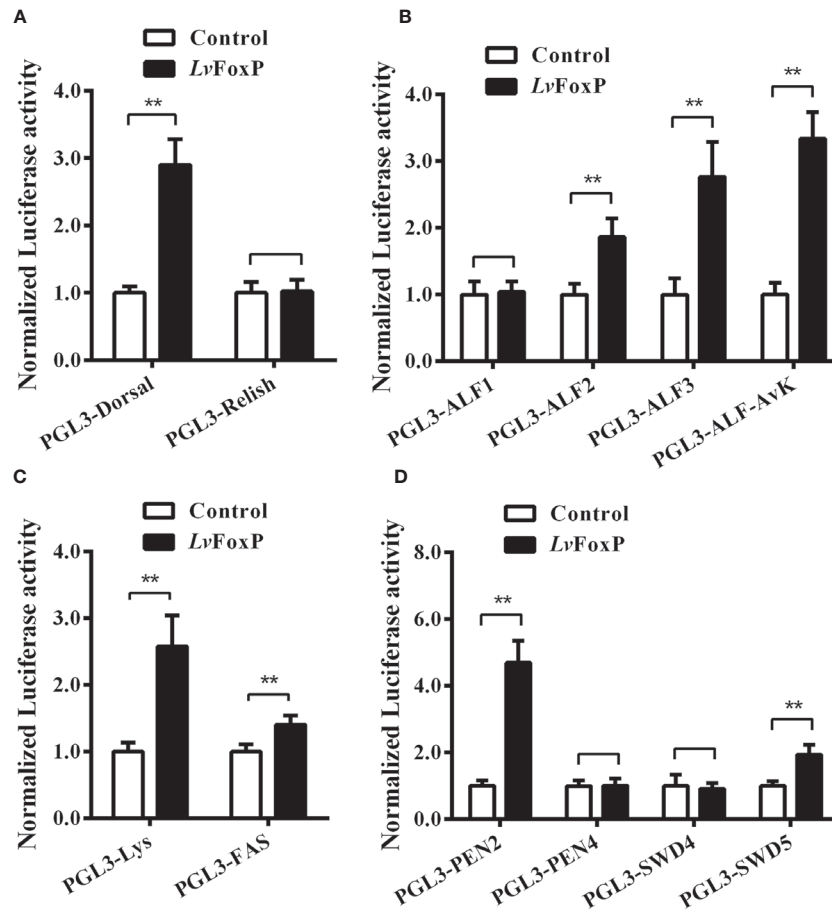 A
Control
LvFoxP
Normalized Luciferase activity
4.0
3.0
2.0
1.0
0.0
**
PGL3-Dorsal
PGL3-Relish
B
Control
LvFoxP
Normalized Luciferase activity
4.0
3.0
2.0
1.0
0.0
**
**
**
PGL3-ALF1
PGL3-ALF2
PGL3-ALF3
PGL3-ALF-AvK
C
Control
LvFoxP
Normalized Luciferase activity
4.0
3.0
2.0
1.0
0.0
**
**
PGL3-Lys
PGL3-FAS
D
Control
LvFoxP
Normalized Luciferase activity
8.0
6.0
4.0
2.0
0.0
**
**
PGL3-PEN2
PGL3-PEN4
PGL3-SWD4
PGL3-SWD5